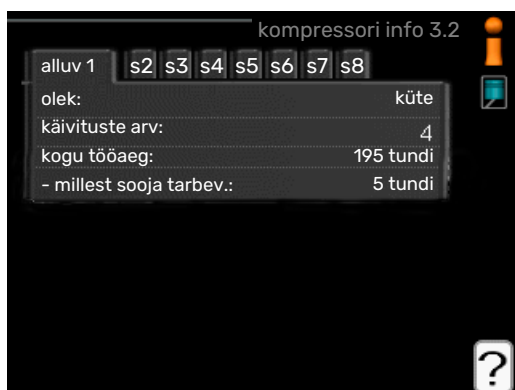 kompressori info 3.2
alluv 1 s2 s3 s4 s5 s6 s7 s8
olek: küte
käivituste arv: 4
kogu tööaeg: 195 tundi
- millest sooja tarbev.: 5 tundi
?